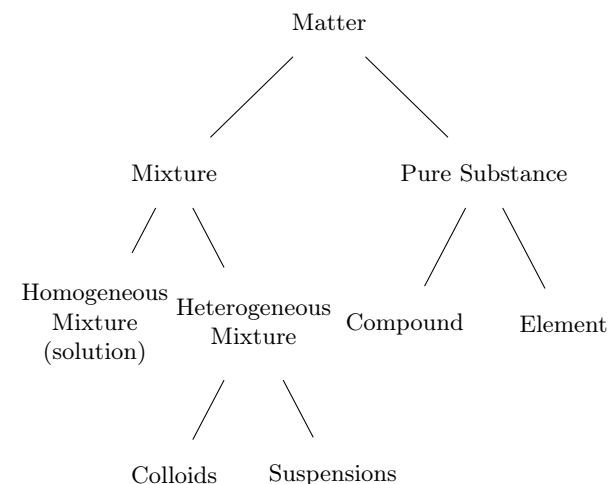 Matter
Mixture
Pure Substance
Homogeneous
Mixture
(solution)
Heterogeneous
Mixture
Compound
Element
Colloids
Suspensions